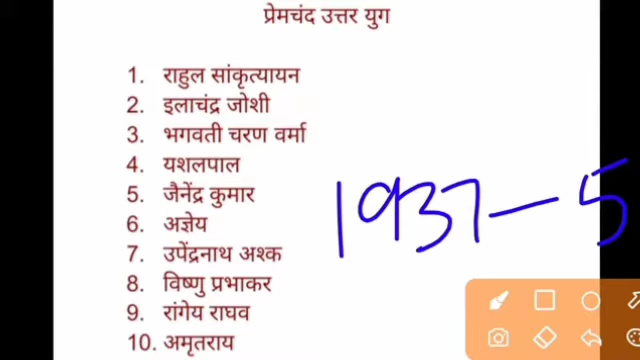 प्रेमचंद उत्तर युग
1. राहुल सांकृत्यायन
2. इलाचंद्र जोशी
3. भगवती चरण वर्मा
4. यशलपाल
5. जैनेंद्र कुमार
6. अज्ञेय
7. उपेंद्रनाथ अश्क
8. विष्णु प्रभाकर
9. रांगेय राघव
10. अमृतराय
1937 – 5